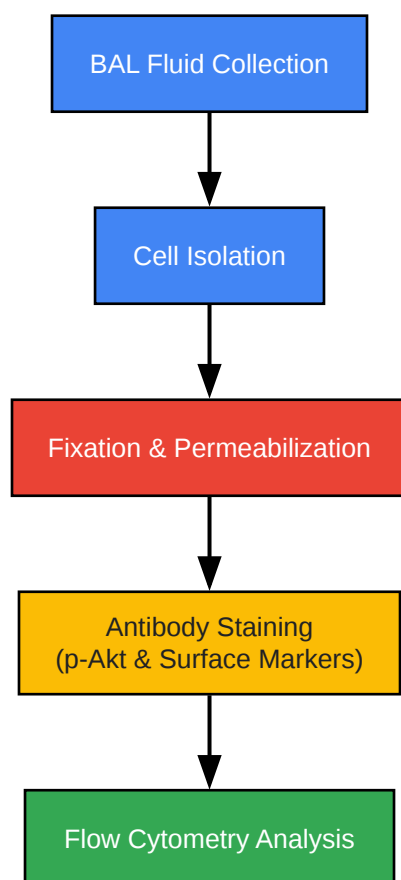 BAL Fluid Collection
Cell Isolation
Fixation & Permeabilization
Antibody Staining
(p-Akt & Surface Markers)
Flow Cytometry Analysis